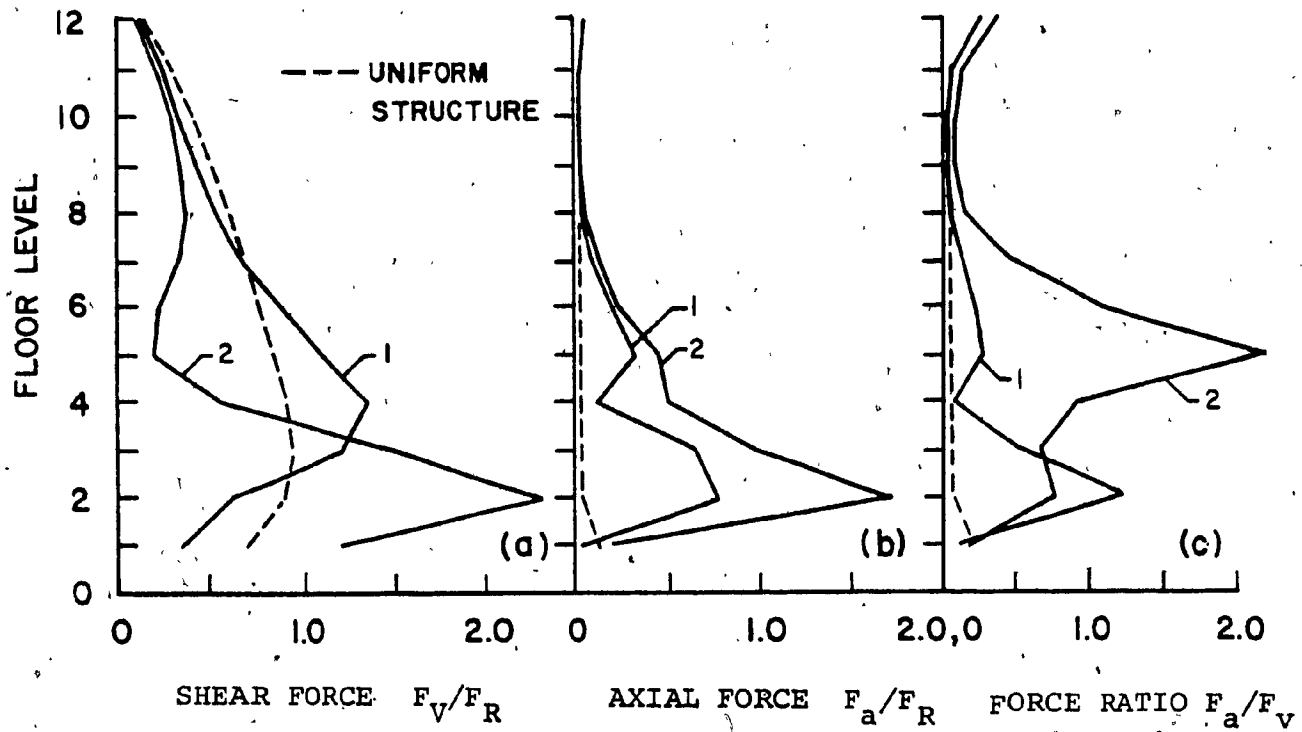 12
10
8
6
4
2
0
FLOOR LEVEL
UNIFORM
STRUCTURE
1
2
(a)
1
2
(b)
1
2
(c)
0 1.0 2.0
0 1.0 2.0,0 1.0 2.0
SHEAR FORCE F_V/F_R
AXIAL FORCE F_a/F_R
FORCE RATIO F_a/F_v